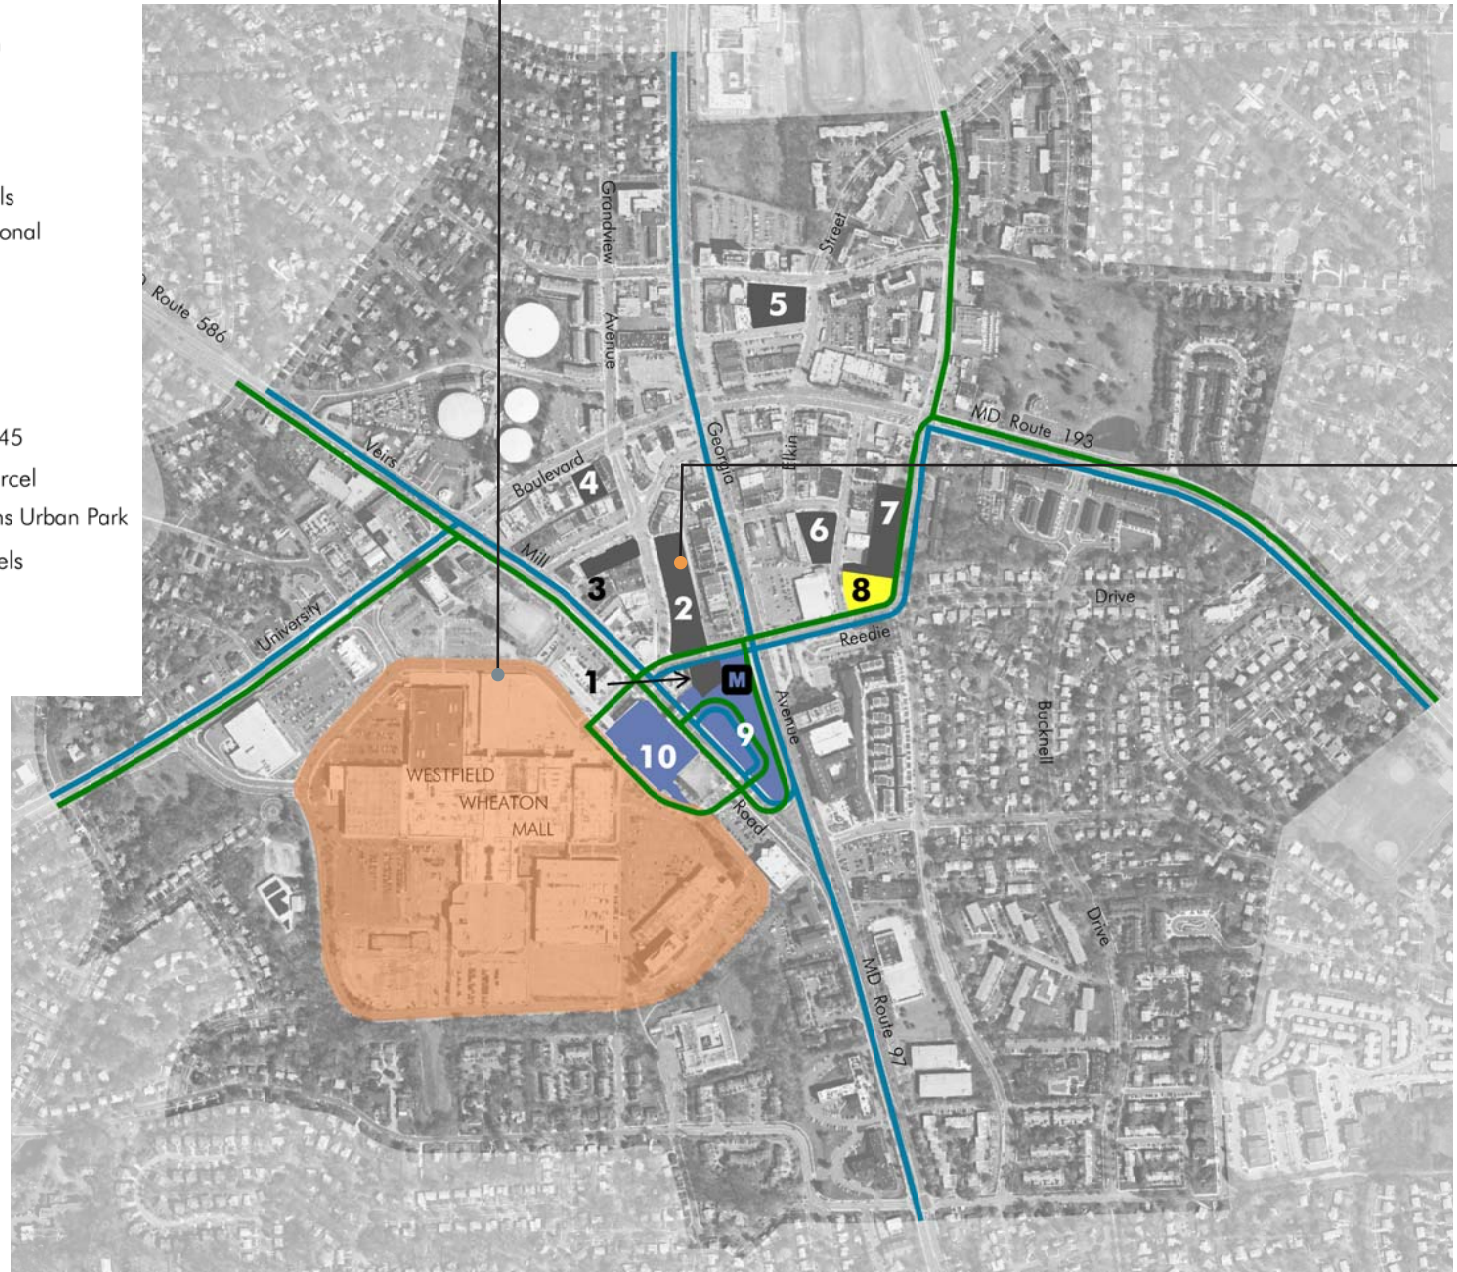 ls
onal
Route 586
45
rcel
ns Urban Park
els
Grandview
Avenue
Street
5
MD Route 193
Georgia
Elkin
Veirs
Boulevard
4
6
7
Mill
3
8
Drive
2
University
Reedie
1
M
Avenue
9
Bucknell
10
WESTFIELD
WHEATON
MALL
Road
Drive
MD Route 97